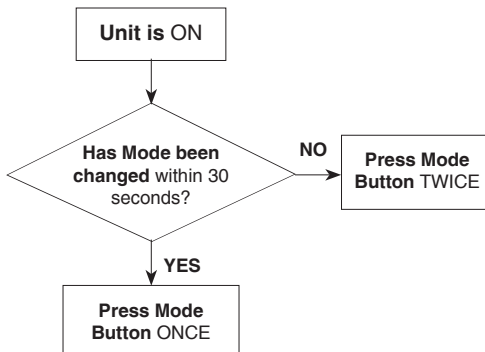 Unit is ON
Has Mode been
changed within 30
seconds?
NO
Press Mode
Button TWICE
YES
Press Mode
Button ONCE